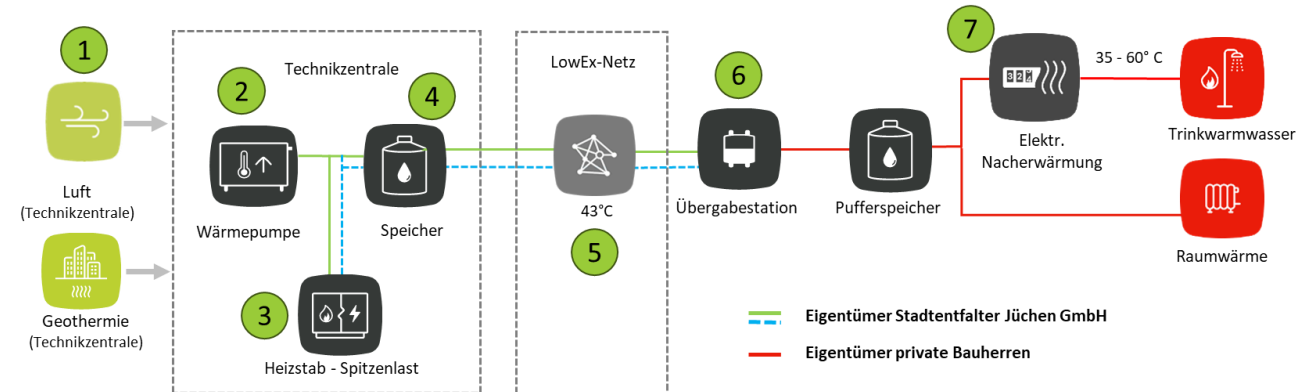 1
Luft
(Technikzentrale)
Geothermie
(Technikzentrale)
Technikzentrale
2
Wärmepumpe
3
Heizstab - Spitzenlast
4
Speicher
LowEx-Netz
43°C
5
6
Übergabestation
Pufferspeicher
7
Elektr.
Nacherwärmung
35 - 60° C
Trinkwarmwasser
Raumwärme
Eigentümer Stadtentfalter Jüchen GmbH
Eigentümer private Bauherren